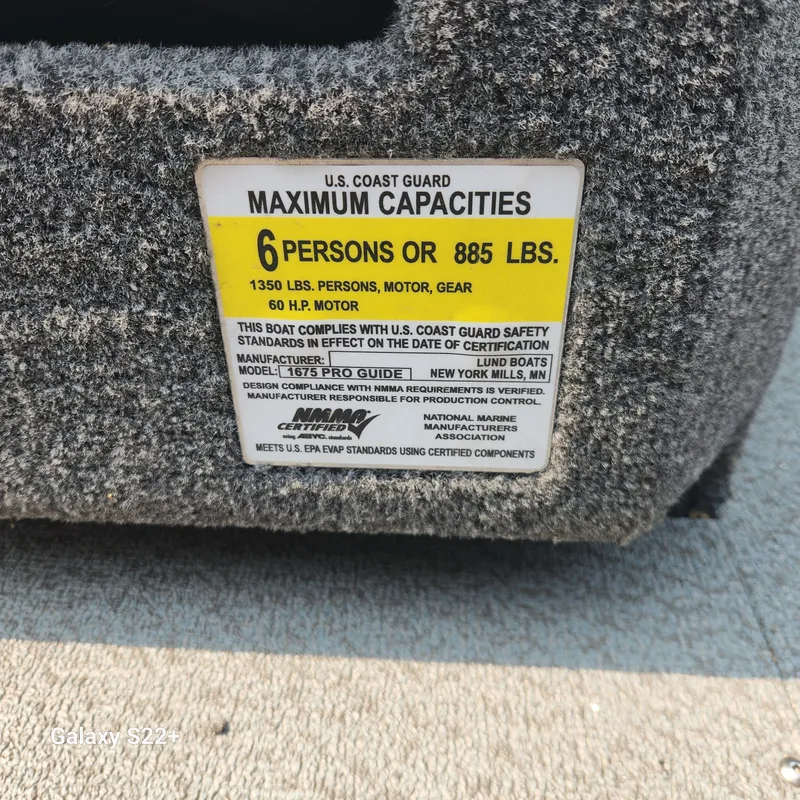 U.S. COAST GUARD
MAXIMUM CAPACITIES
6 PERSONS OR 885 LBS.
1350 LBS. PERSONS, MOTOR, GEAR
60 H.P. MOTOR
THIS BOAT COMPLIES WITH U.S. COAST GUARD SAFETY
STANDARDS IN EFFECT ON THE DATE OF CERTIFICATION
MANUFACTURER: LUND BOATS
MODEL: 1675 PRO GUIDE NEW YORK MILLS, MN
DESIGN COMPLIANCE WITH NMMA REQUIREMENTS IS VERIFIED.
MANUFACTURER RESPONSIBLE FOR PRODUCTION CONTROL.
NMMA
CERTIFIED
using ABYC. standards
NATIONAL MARINE
MANUFACTURERS
ASSOCIATION
MEETS U.S. EPA EVAP STANDARDS USING CERTIFIED COMPONENTS
Galaxy S22+